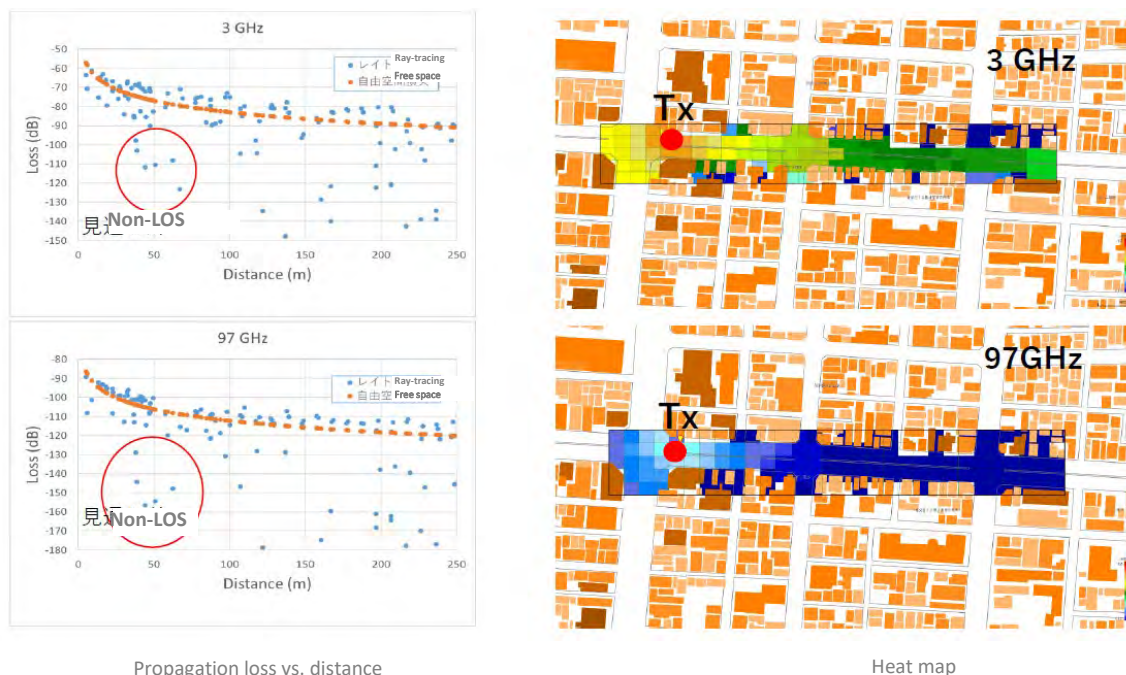 3 GHz
-50
-60
-70
-80
-90
-100
-110
-120
-130
-140
-150
Loss (dB)
レイト Ray-tracing
自由空 Free space
見通 Non-LOS
0
50
100
150
200
250
Distance (m)
97 GHz
-80
-90
-100
-110
-120
-130
-140
-150
-160
-170
-180
Loss (dB)
レイト Ray-tracing
自由空 Free space
Non-LOS
0
50
100
150
200
250
Distance (m)
Propagation loss vs. distance
3 GHz
Tx
97GHz
Tx
Heat map